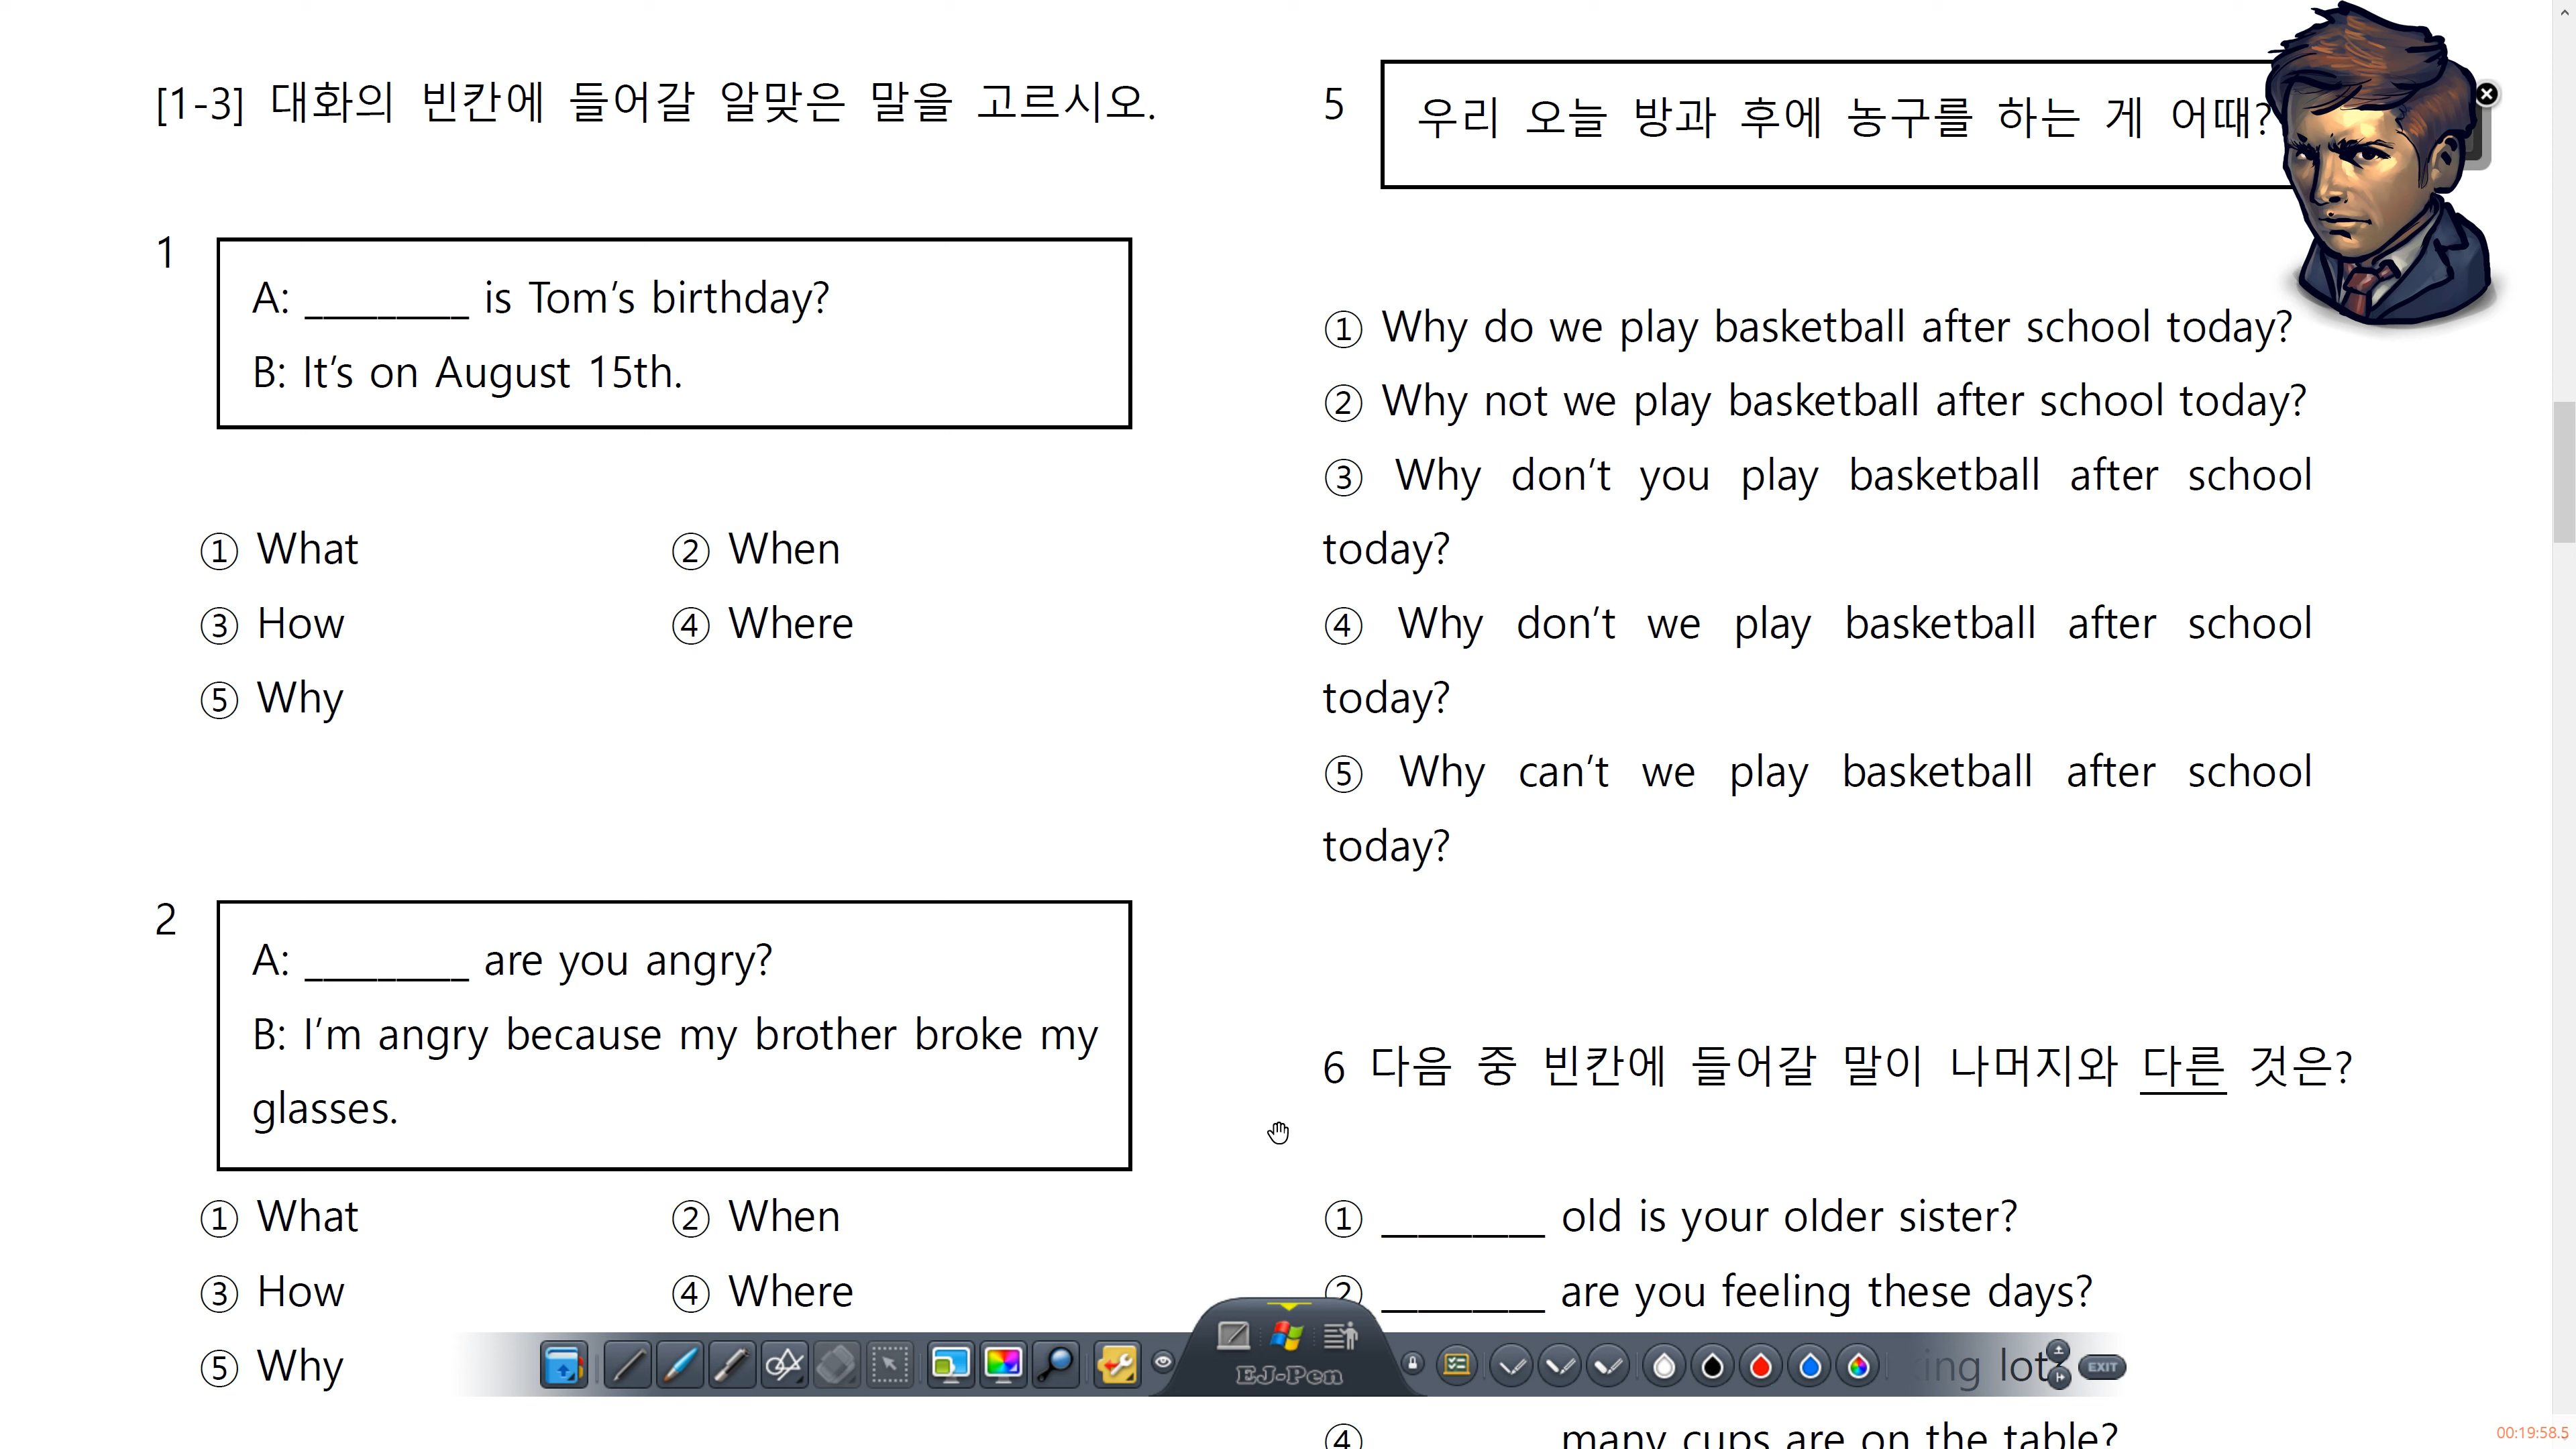 [1-3] 대화의 빈칸에 들어갈 알맞은 말을 고르시오.
1
A: ________ is Tom's birthday?
B: It's on August 15th.
① What ② When
③ How ④ Where
⑤ Why
2
A: ________ are you angry?
B: I'm angry because my brother broke my
glasses.
① What ② When
③ How ④ Where
⑤ Why
5
우리 오늘 방과 후에 농구를 하는 게 어때?
① Why do we play basketball after school today?
② Why not we play basketball after school today?
③ Why don't you play basketball after school
today?
④ Why don't we play basketball after school
today?
⑤ Why can't we play basketball after school
today?
6 다음 중 빈칸에 들어갈 말이 나머지와 다른 것은?
① ________ old is your older sister?
② ________ are you feeling these days?
lot?
④ many cups are on the table?
EJ-Pen
EXIT
00:19:58.5